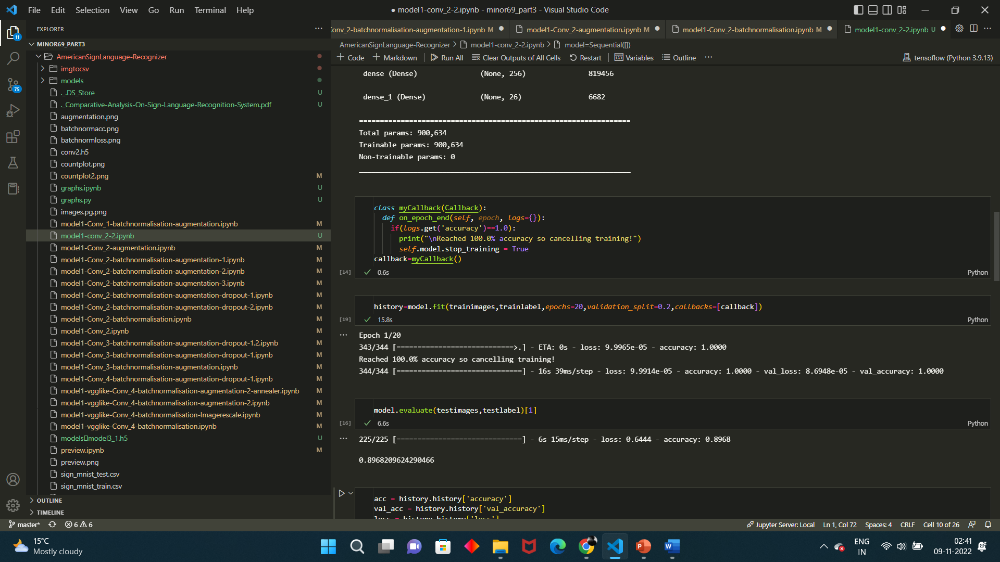 File Edit Selection View Go Run Terminal Help
● model1-conv_2-2.ipynb - minor69_part3 - Visual Studio Code
EXPLORER
MINOR69_PART3
AmericanSignLanguage-Recognizer
imgtocsv
models
._.DS_Store U
._Comparative-Analysis-On-Sign-Language-Recognition-System.pdf U
augmentation.png
batchnormacc.png
batchnormloss.png
conv2.h5
countplot.png
countplot2.png M
graphs.ipynb U
graphs.py U
images.pg.png
model1-Conv_1-batchnormalisation-augmentation.ipynb M
model1-conv_2-2.ipynb U
model1-Conv_2-augmentation.ipynb M
model1-Conv_2-batchnormalisation-augmentation-1.ipynb M
model1-Conv_2-batchnormalisation-augmentation-2.ipynb M
model1-Conv_2-batchnormalisation-augmentation-3.ipynb M
model1-Conv_2-batchnormalisation-augmentation-dropout-1.ipynb M
model1-Conv_2-batchnormalisation-augmentation-dropout-2.ipynb M
model1-Conv_2-batchnormalisation.ipynb M
model1-Conv_2.ipynb M
model1-Conv_3-batchnormalisation-augmentation-dropout-1.2.ipynb M
model1-Conv_3-batchnormalisation-augmentation-dropout-1.ipynb M
model1-Conv_3-batchnormalisation-augmentation.ipynb M
model1-Conv_4-batchnormalisation-augmentation-dropout-1.ipynb M
model1-vgglike-Conv_4-batchnormalisation-augmentation-2-annealer.ipynb M
model1-vgglike-Conv_4-batchnormalisation-augmentation-2.ipynb M
model1-vgglike-Conv_4-batchnormalisation-Imagerescale.ipynb M
model1-vgglike-Conv_4-batchnormalisation.ipynb M
models▯model3_1.h5 U
preview.ipynb M
preview.png
sign_mnist_test.csv
sign_mnist_train.csv
OUTLINE
TIMELINE
11
75
Conv_2-batchnormalisation-augmentation-1.ipynb M ● model1-Conv_2-augmentation.ipynb M ● model1-Conv_2-batchnormalisation.ipynb M ● model1-conv_2-2.ipynb U ●
AmericanSignLanguage-Recognizer > model1-conv_2-2.ipynb > model=Sequential([])
+ Code + Markdown Run All Clear Outputs of All Cells Restart Variables Outline ··· tensoflow (Python 3.9.13)
dense (Dense) (None, 256) 819456
dense_1 (Dense) (None, 26) 6682
=================================================================
Total params: 900,634
Trainable params: 900,634
Non-trainable params: 0
_________________________________________________________________
class myCallback(Callback):
def on_epoch_end(self, epoch, logs={}):
if(logs.get('accuracy')==1.0):
print("\nReached 100.0% accuracy so cancelling training!")
self.model.stop_training = True
callback=myCallback()
[14] ✓ 0.6s Python
history=model.fit(trainimages,trainlabel,epochs=20,validation_split=0.2,callbacks=[callback])
[19] ✓ 15.8s Python
Epoch 1/20
343/344 [============================>.] - ETA: 0s - loss: 9.9965e-05 - accuracy: 1.0000
Reached 100.0% accuracy so cancelling training!
344/344 [==============================] - 16s 39ms/step - loss: 9.9914e-05 - accuracy: 1.0000 - val_loss: 8.6948e-05 - val_accuracy: 1.0000
model.evaluate(testimages,testlabel)[1]
[16] ✓ 6.6s Python
225/225 [==============================] - 6s 15ms/step - loss: 0.6444 - accuracy: 0.8968
0.8968209624290466
acc = history.history['accuracy']
val_acc = history.history['val_accuracy']
loss = history.history['loss']
master* 6 6 Jupyter Server: Local Ln 1, Col 72 Spaces: 4 CRLF Cell 10 of 26
15°C
Mostly cloudy
ENG
IN
02:41
09-11-2022